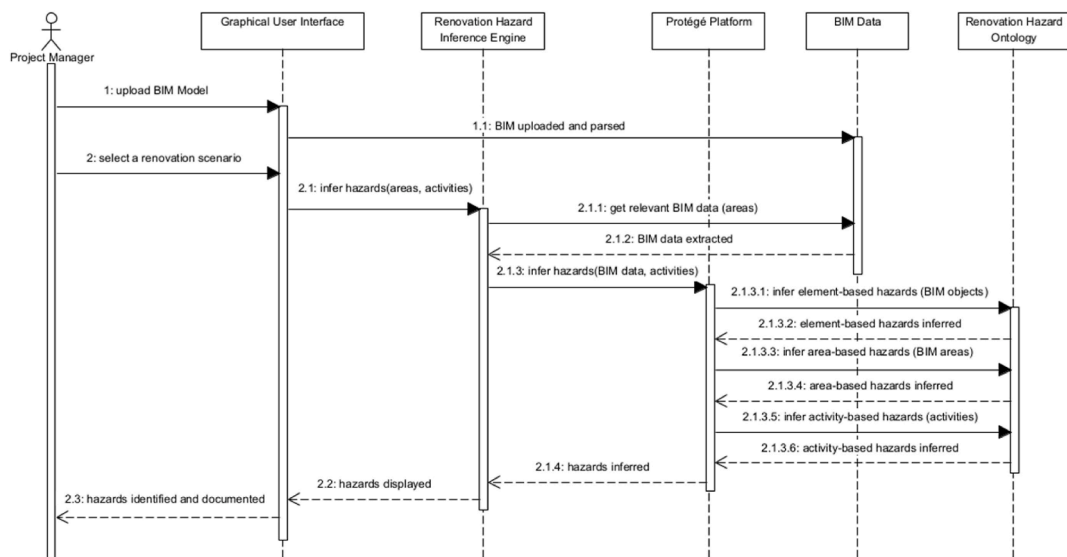 Graphical User Interface
Renovation Hazard
Inference Engine
Protégé Platform
BIM Data
Renovation Hazard
Ontology
Project Manager
1: upload BIM Model
1.1: BIM uploaded and parsed
2: select a renovation scenario
2.1: infer hazards(areas, activities)
2.1.1: get relevant BIM data (areas)
2.1.2: BIM data extracted
2.1.3: infer hazards(BIM data, activities)
2.1.3.1: infer element-based hazards (BIM objects)
2.1.3.2: element-based hazards inferred
2.1.3.3: infer area-based hazards (BIM areas)
2.1.3.4: area-based hazards inferred
2.1.3.5: infer activity-based hazards (activities)
2.1.3.6: activity-based hazards inferred
2.1.4: hazards inferred
2.2: hazards displayed
2.3: hazards identified and documented